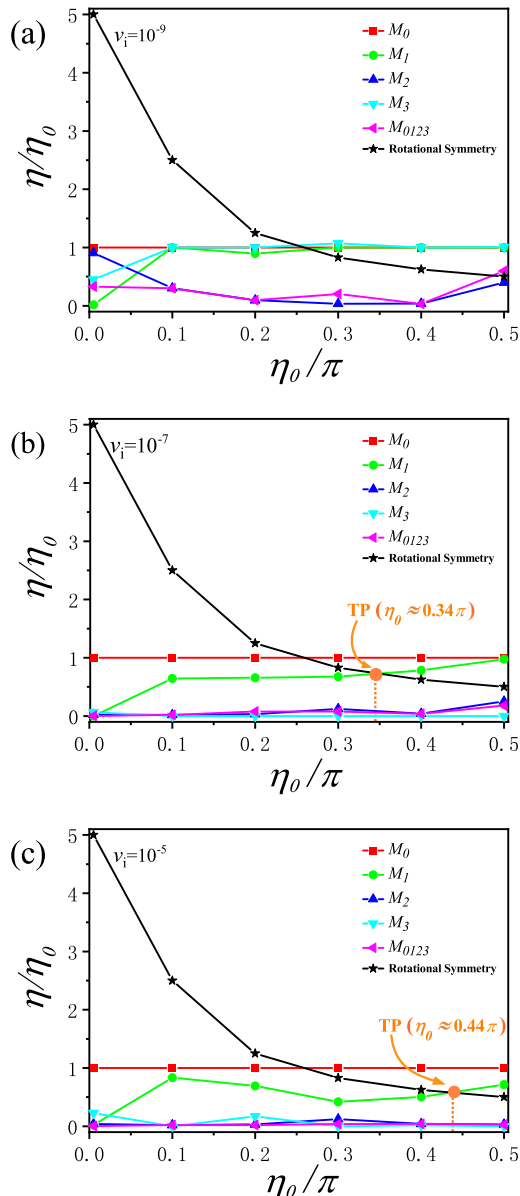 (a)
v_i=10^-9
M_0
M_1
M_2
M_3
M_0123
Rotational Symmetry
η/η_0
5
4
3
2
1
0
0.0 0.1 0.2 0.3 0.4 0.5
η_0/π
(b)
v_i=10^-7
M_0
M_1
M_2
M_3
M_0123
Rotational Symmetry
TP (η_0≈0.34π)
η/η_0
5
4
3
2
1
0
0.0 0.1 0.2 0.3 0.4 0.5
η_0/π
(c)
v_i=10^-5
M_0
M_1
M_2
M_3
M_0123
Rotational Symmetry
TP (η_0≈0.44π)
η/η_0
5
4
3
2
1
0
0.0 0.1 0.2 0.3 0.4 0.5
η_0/π